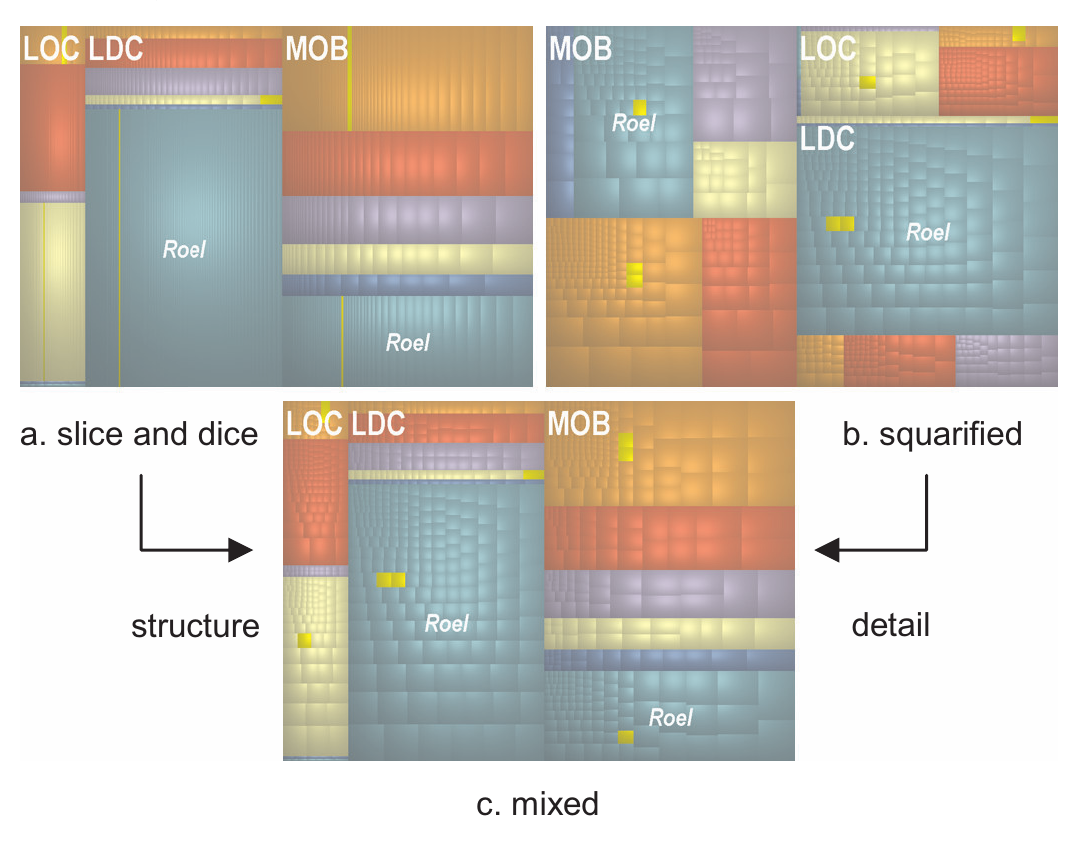 LOC LDC MOB
Roel
Roel
MOB LOC
Roel
LDC
Roel
a. slice and dice
b. squarified
LOC LDC MOB
structure
detail
Roel
Roel
c. mixed